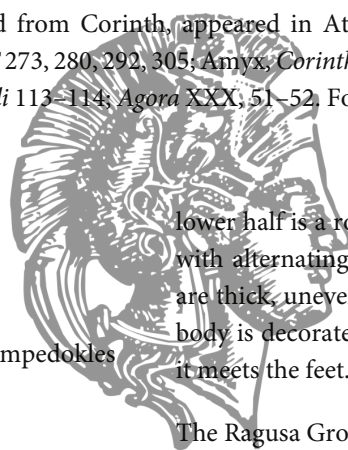 d from Corinth, appeared in At
273, 280, 292, 305; Amyx, Corinth
di 113–114; Agora XXX, 51–52. Fo
lower half is a ro
with alternating
are thick, uneve
body is decorate
mpedokles
it meets the feet.
The Ragusa Gro